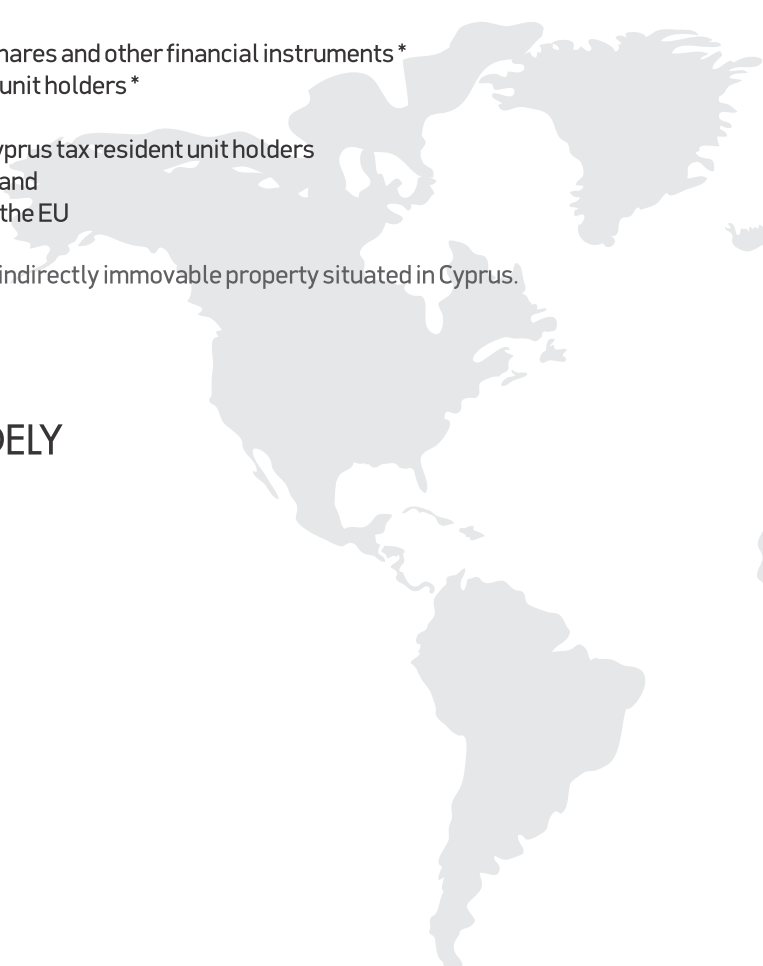 hares and other financial instruments *
unit holders *
yprus tax resident unit holders
and
the EU
indirectly immovable property situated in Cyprus.
DELY